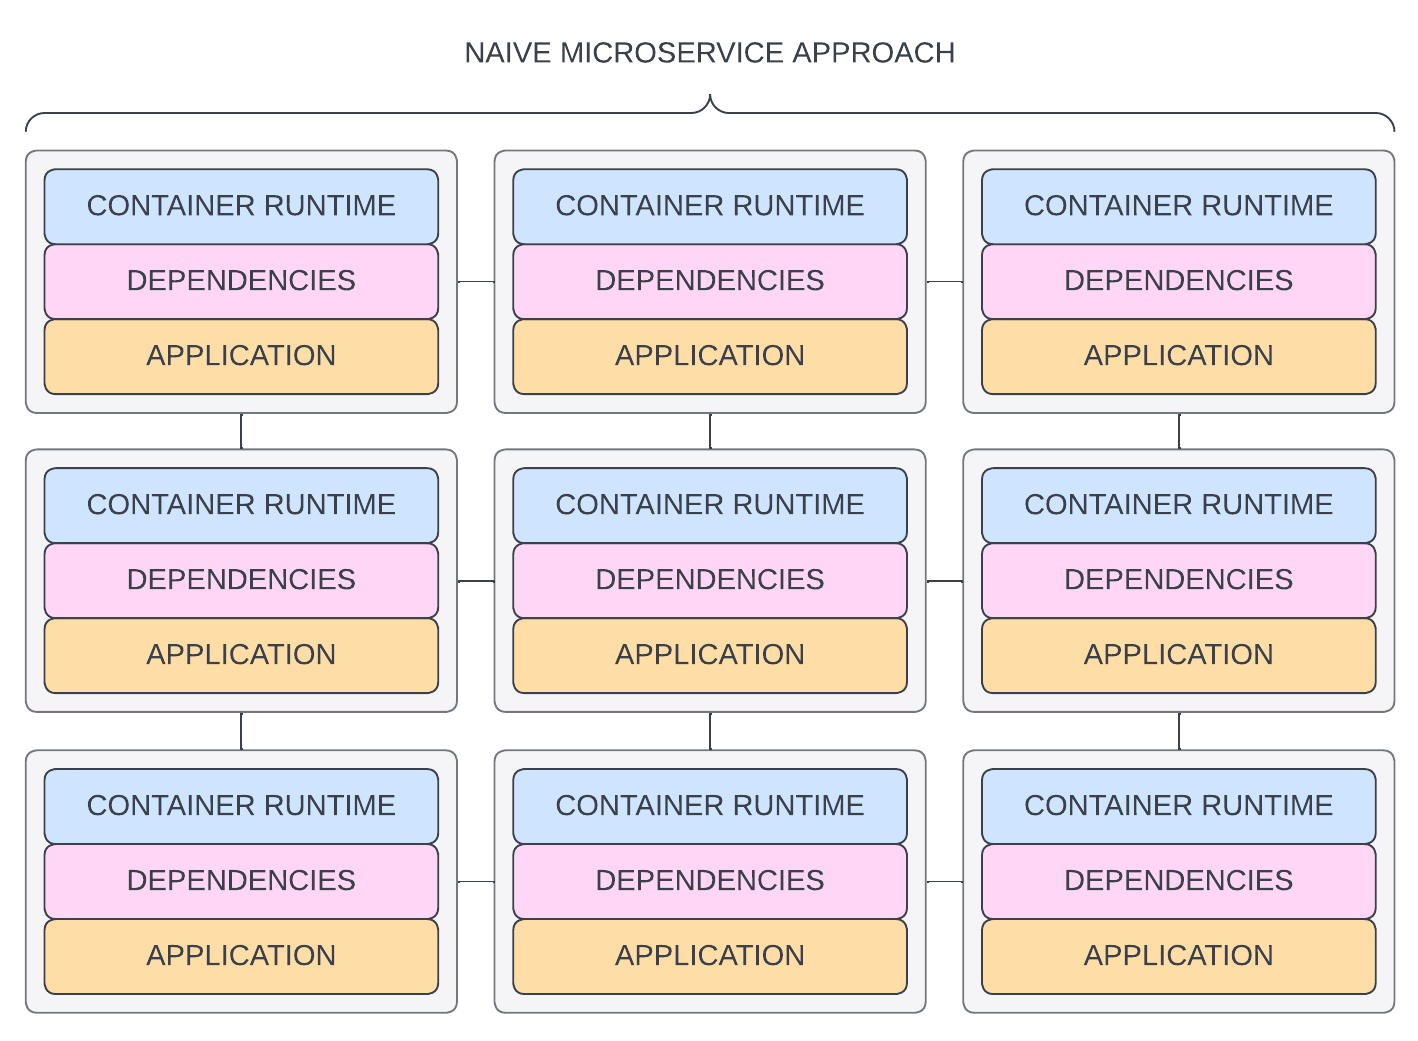 NAIVE MICROSERVICE APPROACH
CONTAINER RUNTIME
DEPENDENCIES
APPLICATION
CONTAINER RUNTIME
DEPENDENCIES
APPLICATION
CONTAINER RUNTIME
DEPENDENCIES
APPLICATION
CONTAINER RUNTIME
DEPENDENCIES
APPLICATION
CONTAINER RUNTIME
DEPENDENCIES
APPLICATION
CONTAINER RUNTIME
DEPENDENCIES
APPLICATION
CONTAINER RUNTIME
DEPENDENCIES
APPLICATION
CONTAINER RUNTIME
DEPENDENCIES
APPLICATION
CONTAINER RUNTIME
DEPENDENCIES
APPLICATION